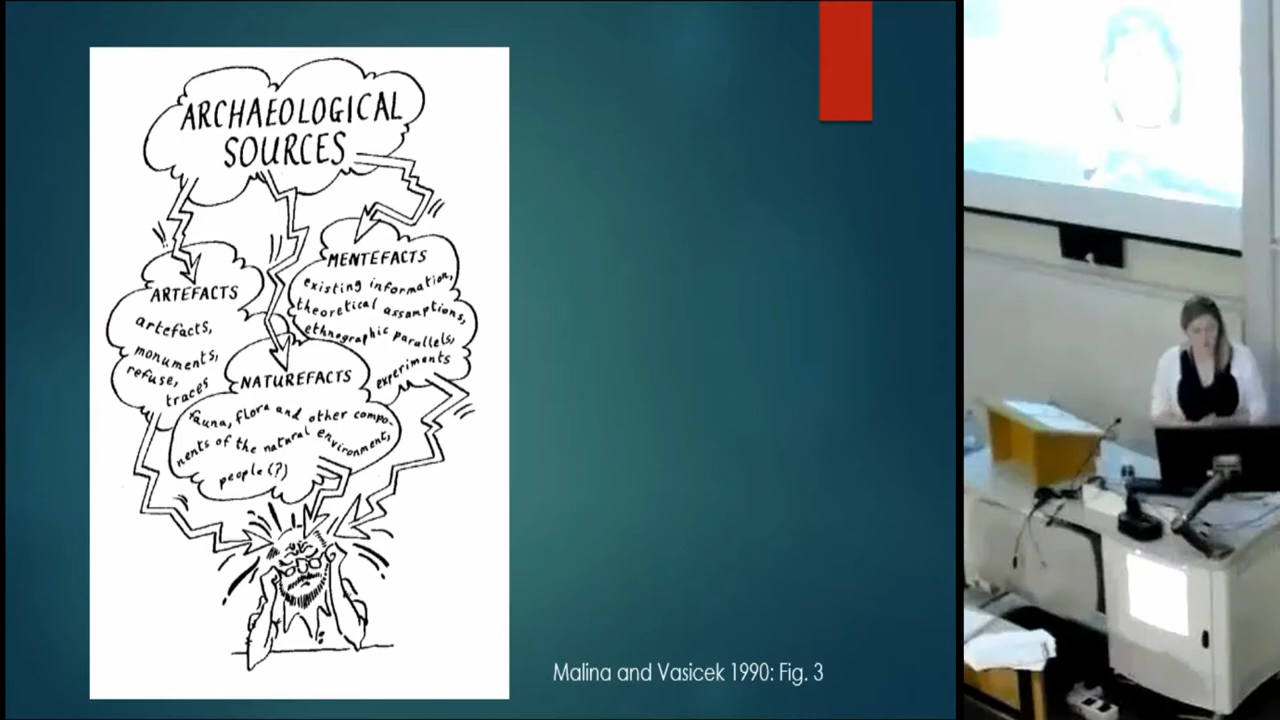 ARCHAEOLOGICAL
SOURCES
ARTEFACTS
artefacts,
monuments,
refuse,
traces
MENTEFACTS
existing information,
theoretical assumptions,
ethnographic parallels,
experiments
NATUREFACTS
fauna, flora and other compo-
nents of the natural environment,
people (?)
Malina and Vasicek 1990: Fig. 3